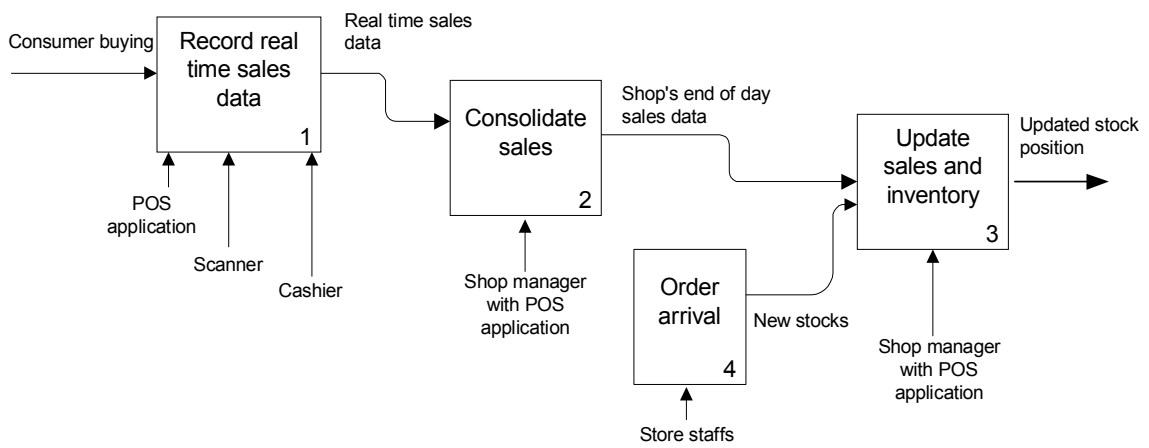 Consumer buying
Record real
time sales
data
1
POS
application
Scanner
Cashier
Real time sales
data
Consolidate
sales
2
Shop manager
with POS
application
Shop's end of day
sales data
Order
arrival
4
Store staffs
New stocks
Update
sales and
inventory
3
Shop manager
with POS
application
Updated stock
position